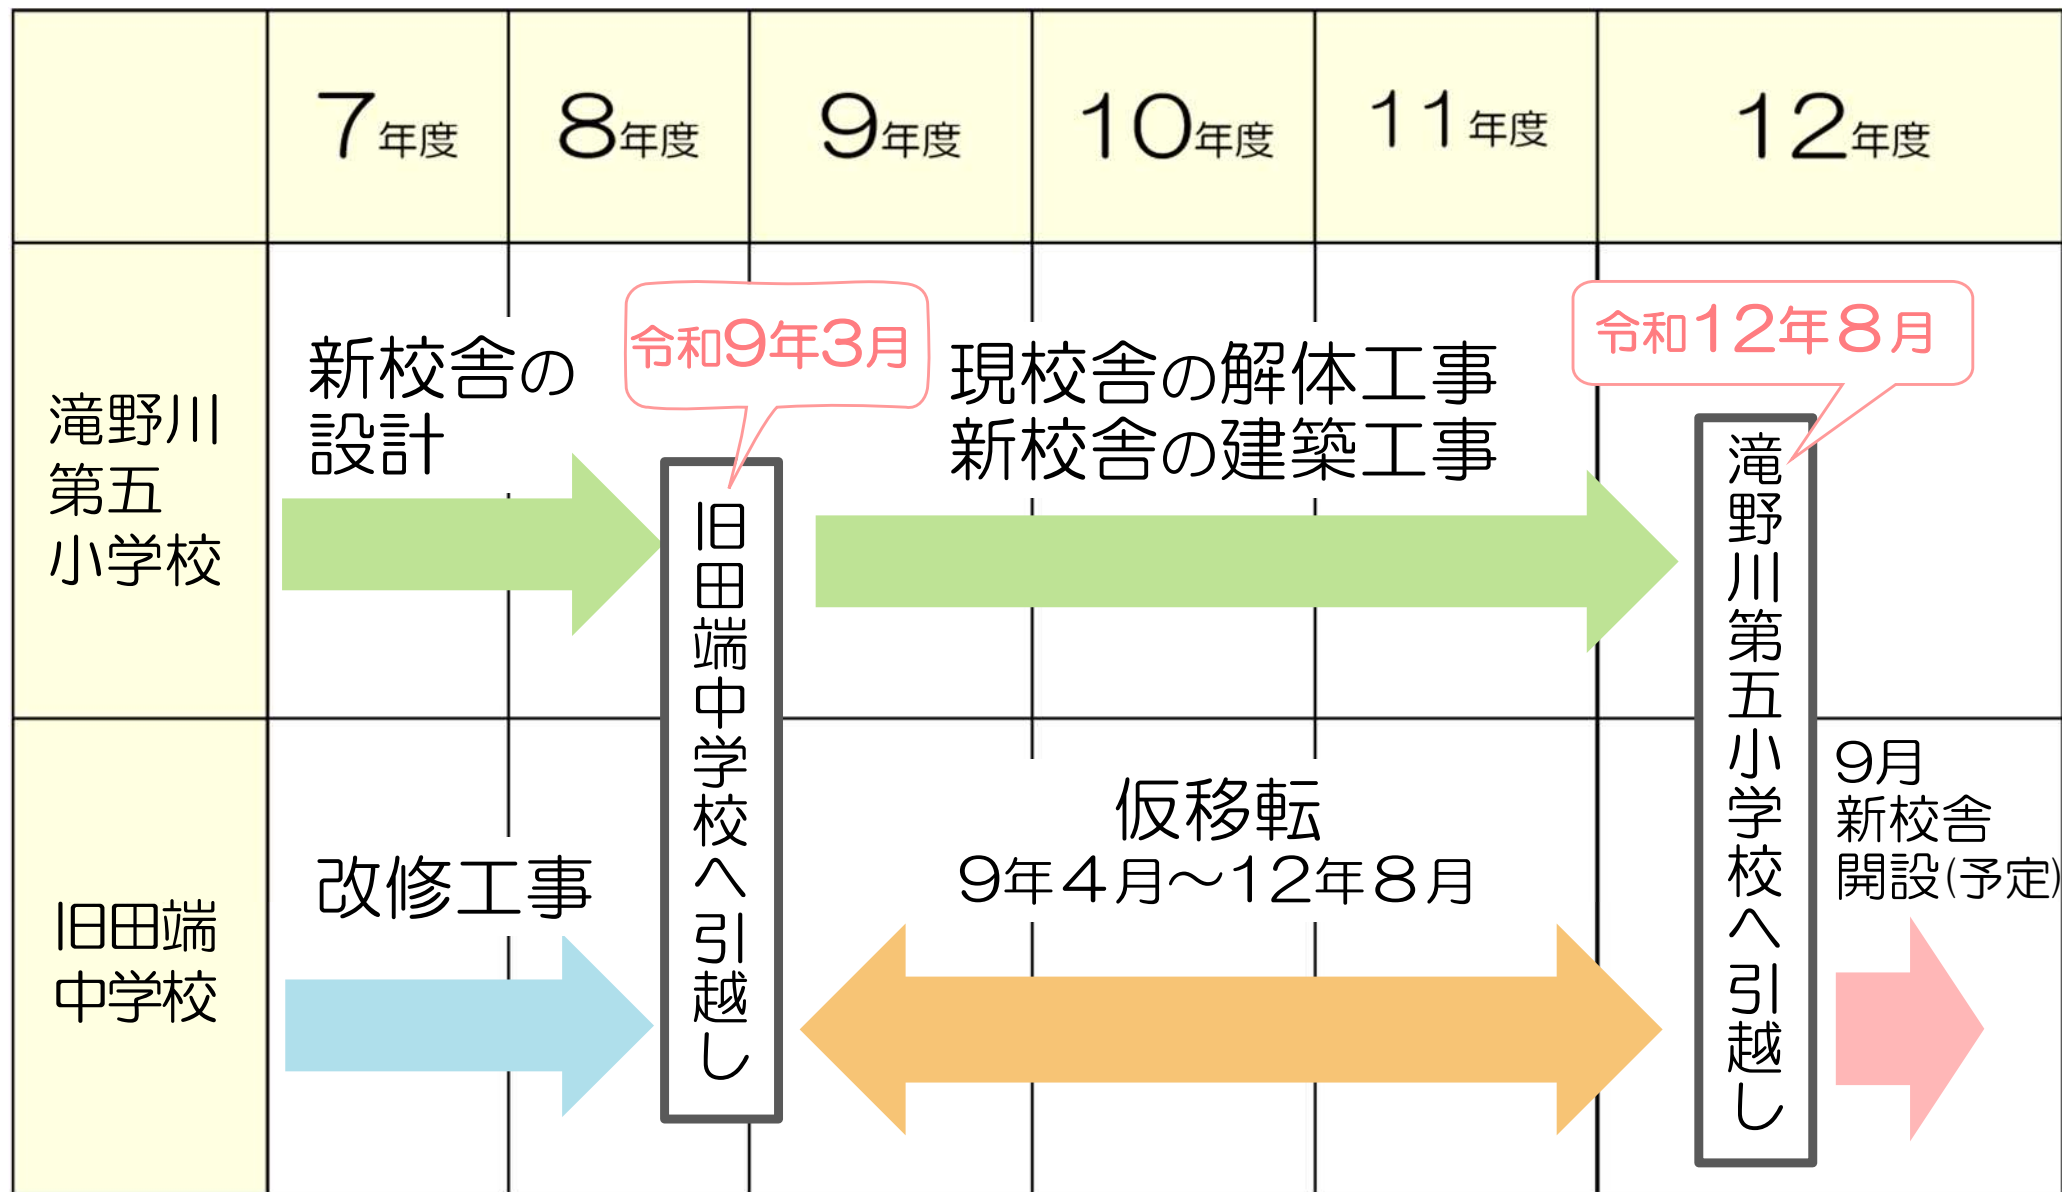 7年度
8年度
9年度
10年度
11年度
12年度
滝野川
第五
小学校
新校舎の
設計
令和9年3月
旧田端中学校へ引越し
現校舎の解体工事
新校舎の建築工事
令和12年8月
滝野川第五小学校へ引越し
旧田端
中学校
改修工事
仮移転
9年4月～12年8月
9月
新校舎
開設(予定)